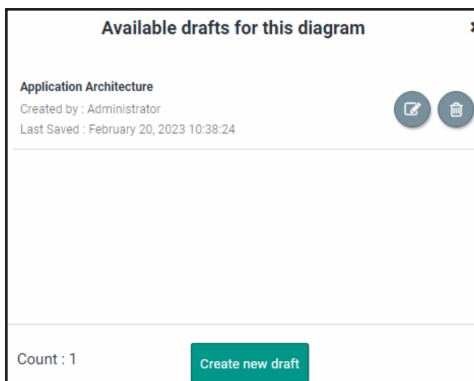 Available drafts for this diagram
Application Architecture
Created by : Administrator
Last Saved : February 20, 2023 10:38:24
Count : 1
Create new draft